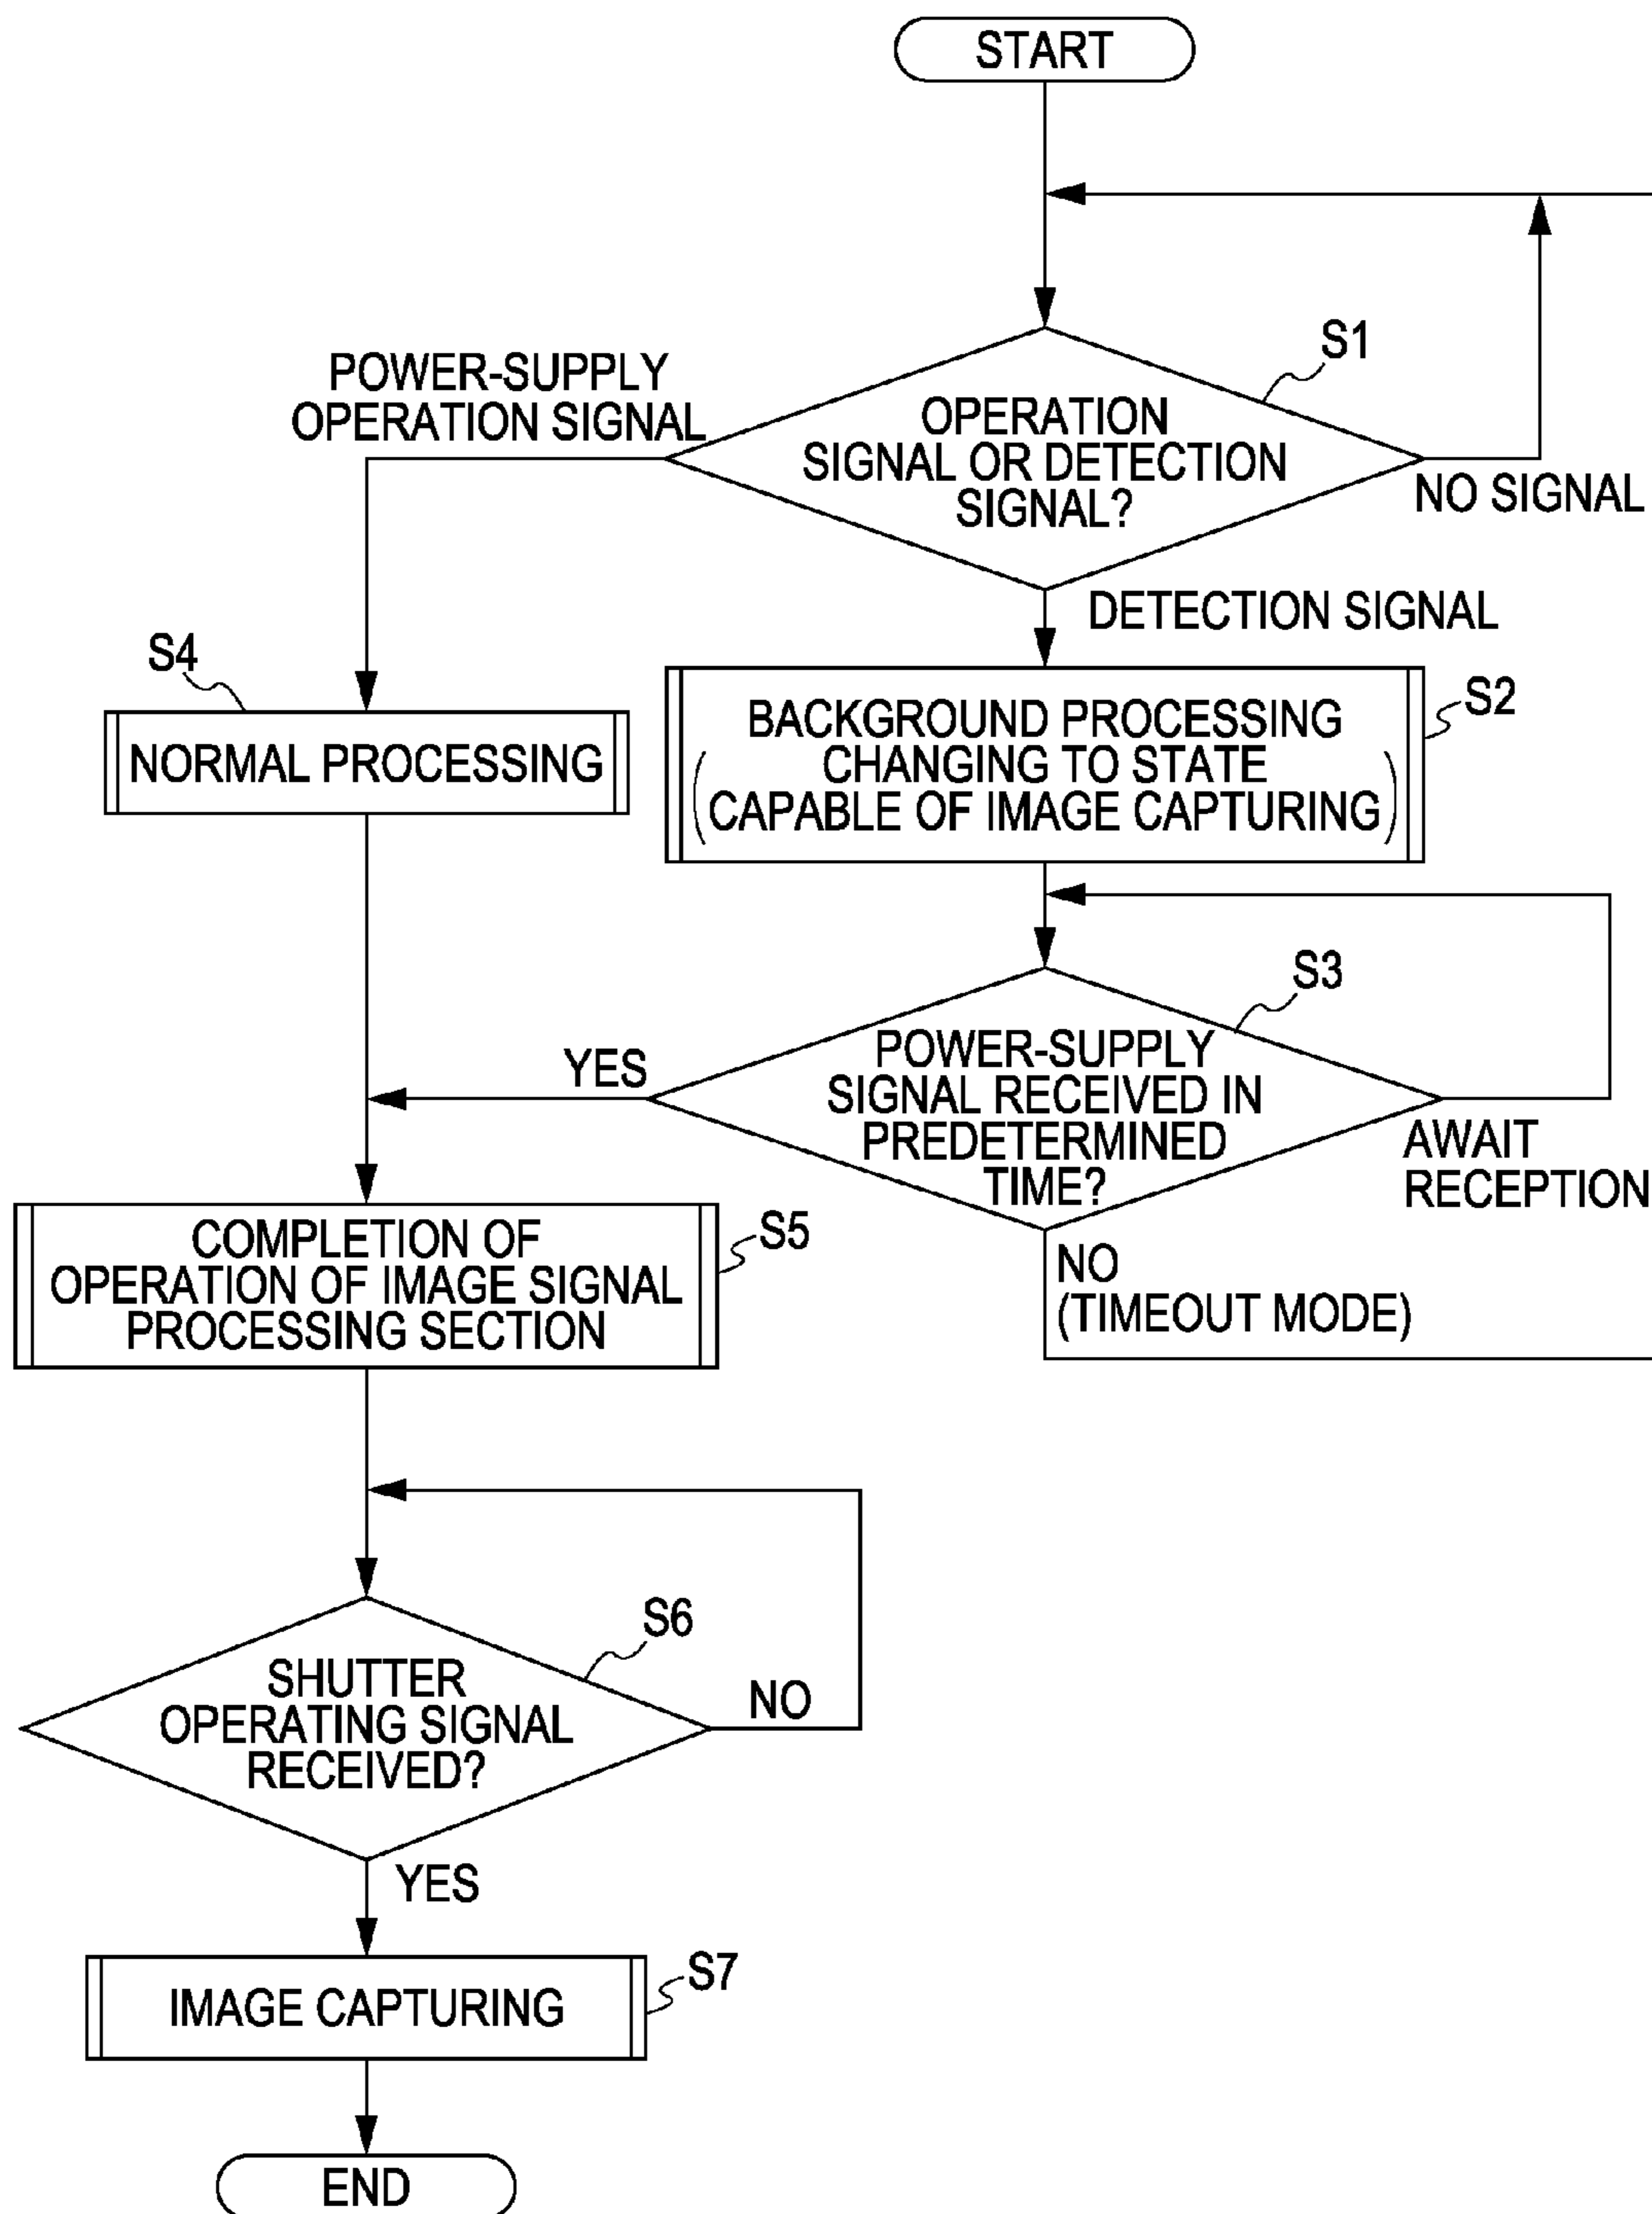 START
S1
POWER-SUPPLY
OPERATION SIGNAL
OPERATION
SIGNAL OR DETECTION
SIGNAL?
NO SIGNAL
DETECTION SIGNAL
S4
NORMAL PROCESSING
S2
BACKGROUND PROCESSING
CHANGING TO STATE
(CAPABLE OF IMAGE CAPTURING)
S3
POWER-SUPPLY
SIGNAL RECEIVED IN
PREDETERMINED
TIME?
YES
AWAIT
RECEPTION
NO
(TIMEOUT MODE)
S5
COMPLETION OF
OPERATION OF IMAGE SIGNAL
PROCESSING SECTION
S6
SHUTTER
OPERATING SIGNAL
RECEIVED?
NO
YES
S7
IMAGE CAPTURING
END